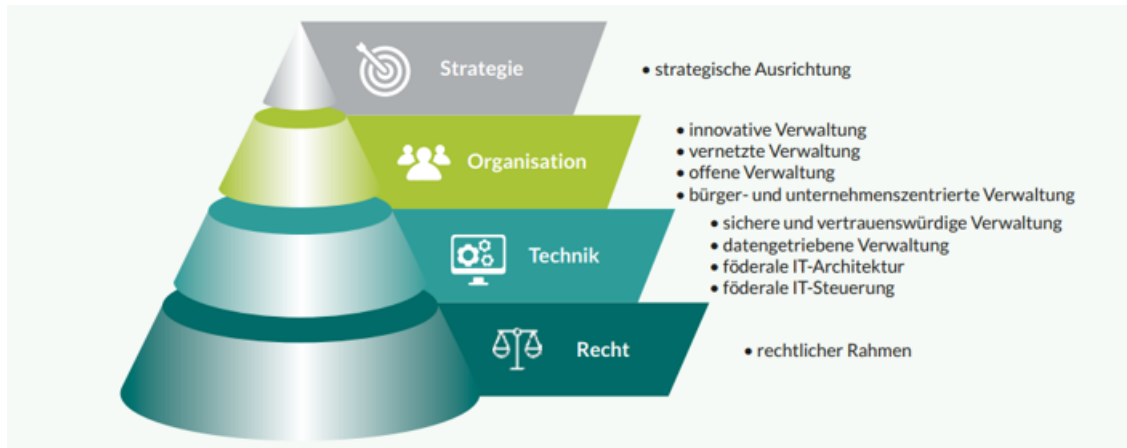 Strategie
• strategische Ausrichtung
Organisation
• innovative Verwaltung
• vernetzte Verwaltung
• offene Verwaltung
• bürger- und unternehmenszentrierte Verwaltung
Technik
• sichere und vertrauenswürdige Verwaltung
• datengetriebene Verwaltung
• föderale IT-Architektur
• föderale IT-Steuerung
Recht
• rechtlicher Rahmen